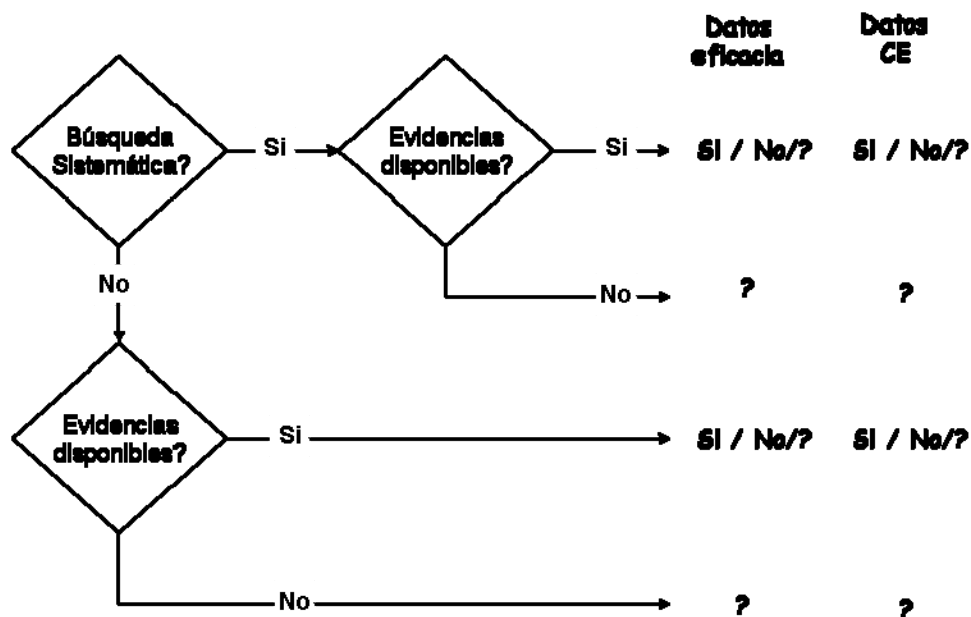 Datos
eficacia
Datos
CE
Búsqueda
Sistemática?
Si
Evidencias
disponibles?
Si
Si / No/?
Si / No/?
No
No
?
?
Evidencias
disponibles?
Si
Si / No/?
Si / No/?
No
?
?